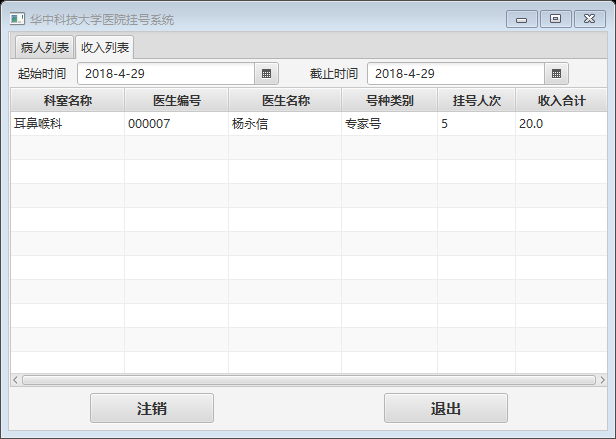 华中科技大学医院挂号系统
病人列表 收入列表
起始时间 2018-4-29 截止时间 2018-4-29
科室名称 医生编号 医生名称 号种类别 挂号人次 收入合计
耳鼻喉科 000007 杨永信 专家号 5 20.0
注销 退出